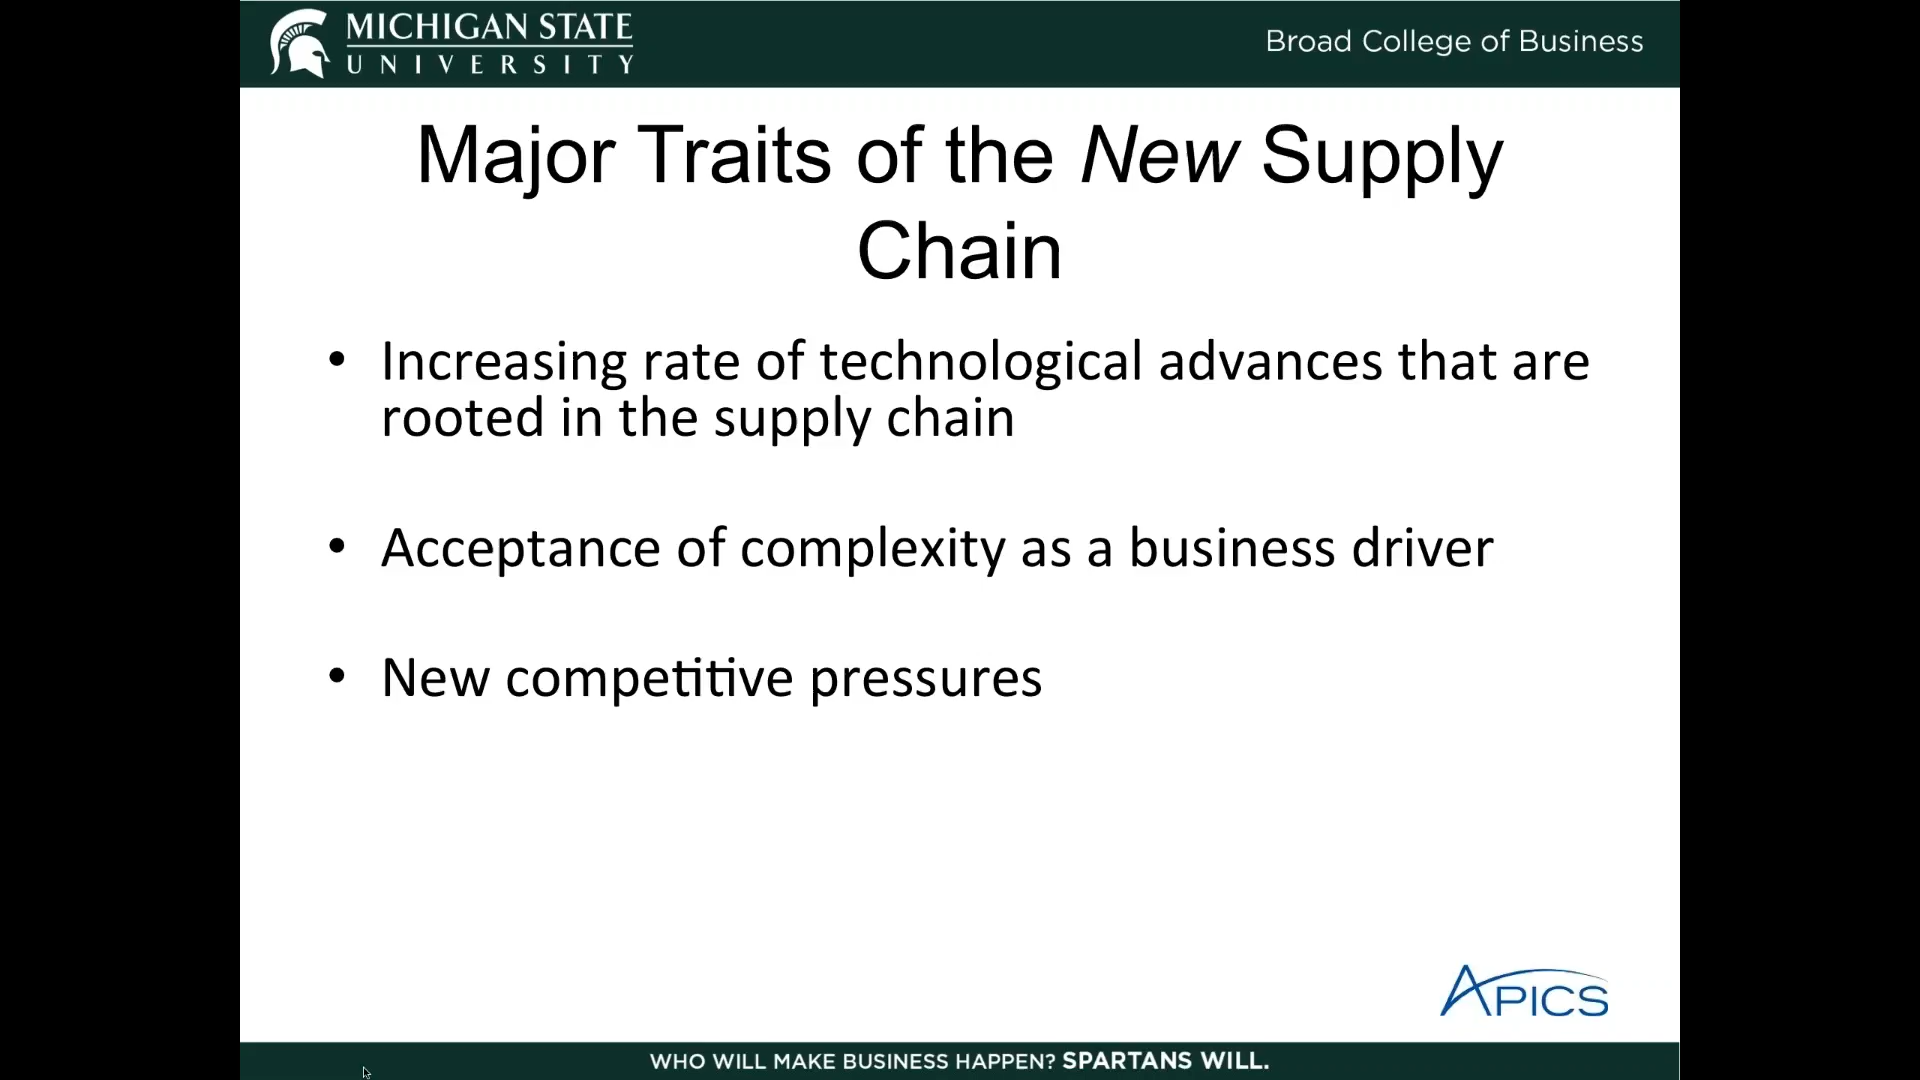 MICHIGAN STATE
UNIVERSITY
Broad College of Business
Major Traits of the New Supply
Chain
• Increasing rate of technological advances that are
rooted in the supply chain
• Acceptance of complexity as a business driver
• New competitive pressures
APICS
WHO WILL MAKE BUSINESS HAPPEN? SPARTANS WILL.